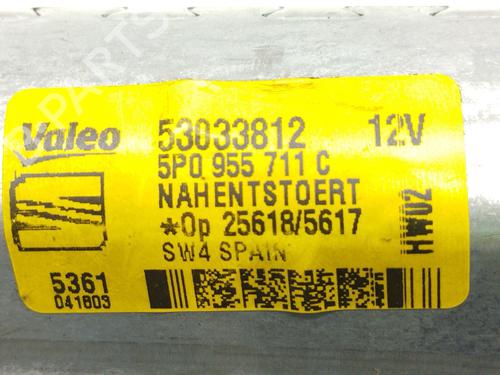 Valeo 53033812 12V
5P0 955 711 C
NAHENTSTOERT
*Op 25618/5617
SW4 SPAIN
HW02
5361
041803